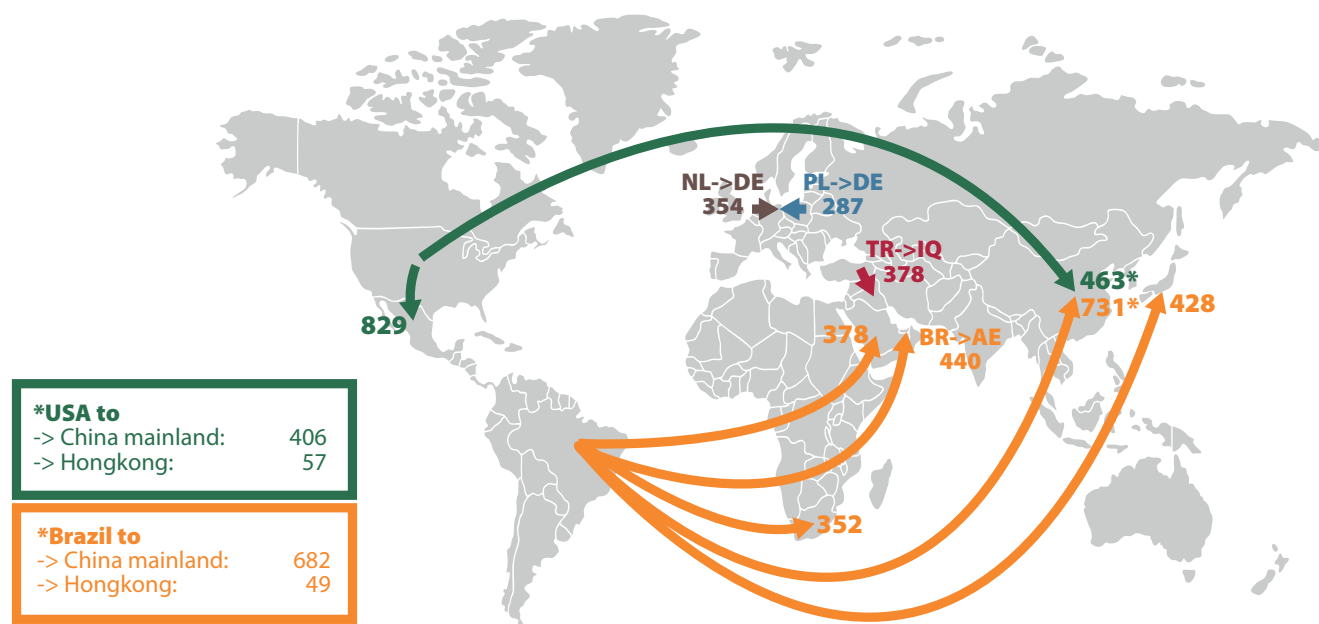 NL->DE
354
PL->DE
287
TR->IQ
378
463*
731*
428
829
378
BR->AE
440
352
*USA to
-> China mainland: 406
-> Hongkong: 57
*Brazil to
-> China mainland: 682
-> Hongkong: 49